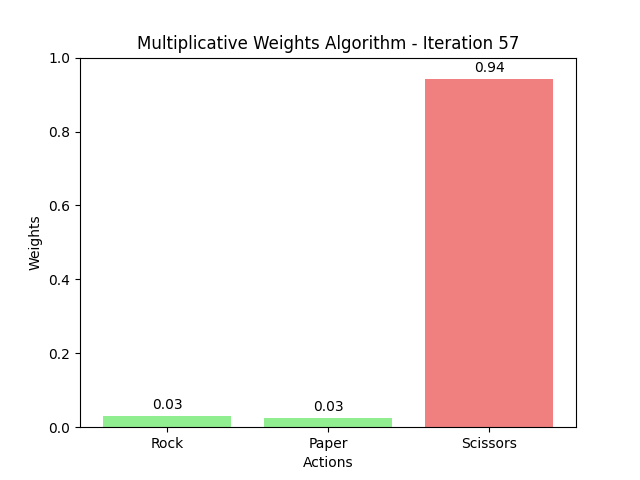 Multiplicative Weights Algorithm - Iteration 57
1.0
0.8
0.6
0.4
0.2
0.0
Weights
0.03
0.03
0.94
Rock
Paper
Scissors
Actions